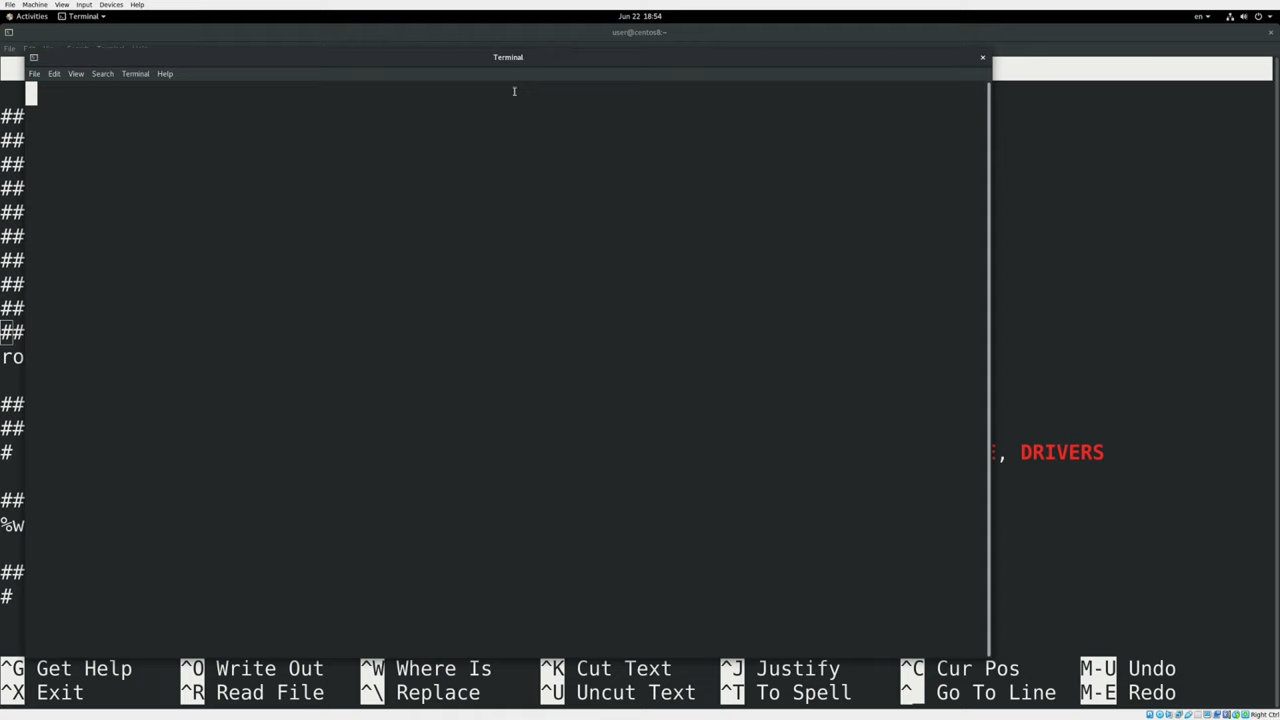 File Machine View Input Devices Help
Activities Terminal Jun 22 18:54 en
user@centos8:~
Terminal
File Edit View Search Terminal Help
##
##
##
##
##
##
##
##
##
##
ro
##
##
# , DRIVERS
##
%w
##
#
^G Get Help ^O Write Out ^W Where Is ^K Cut Text ^J Justify ^C Cur Pos M-U Undo
^X Exit ^R Read File ^\ Replace ^U Uncut Text ^T To Spell ^_ Go To Line M-E Redo
Right Ctrl